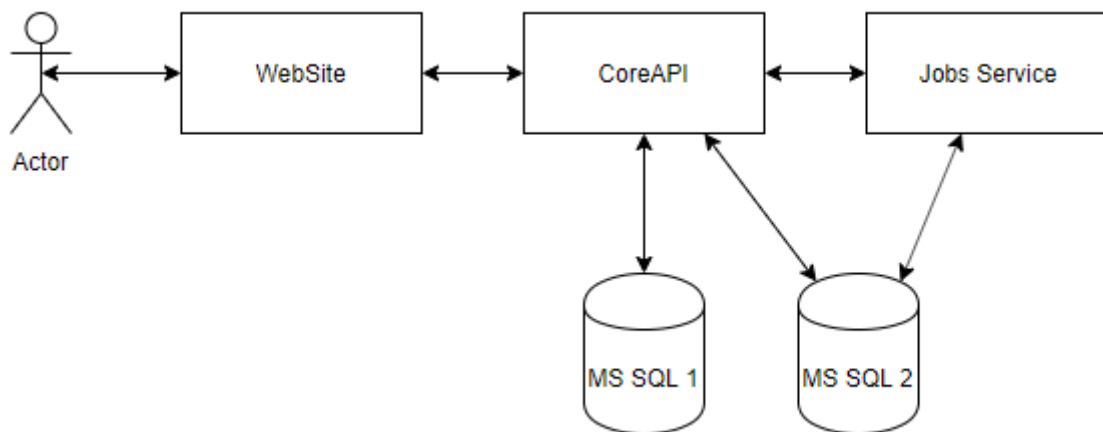 WebSite
CoreAPI
Jobs Service
Actor
MS SQL 1
MS SQL 2